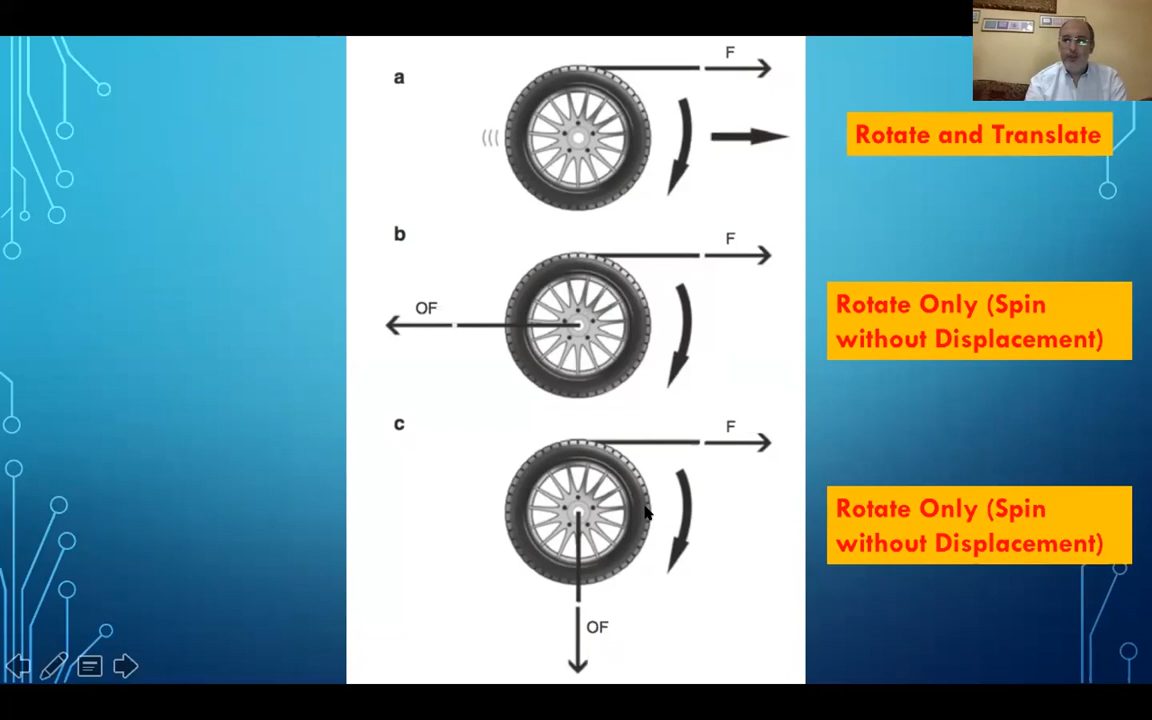 a
F
Rotate and Translate
b
F
OF
Rotate Only (Spin
without Displacement)
c
F
OF
Rotate Only (Spin
without Displacement)